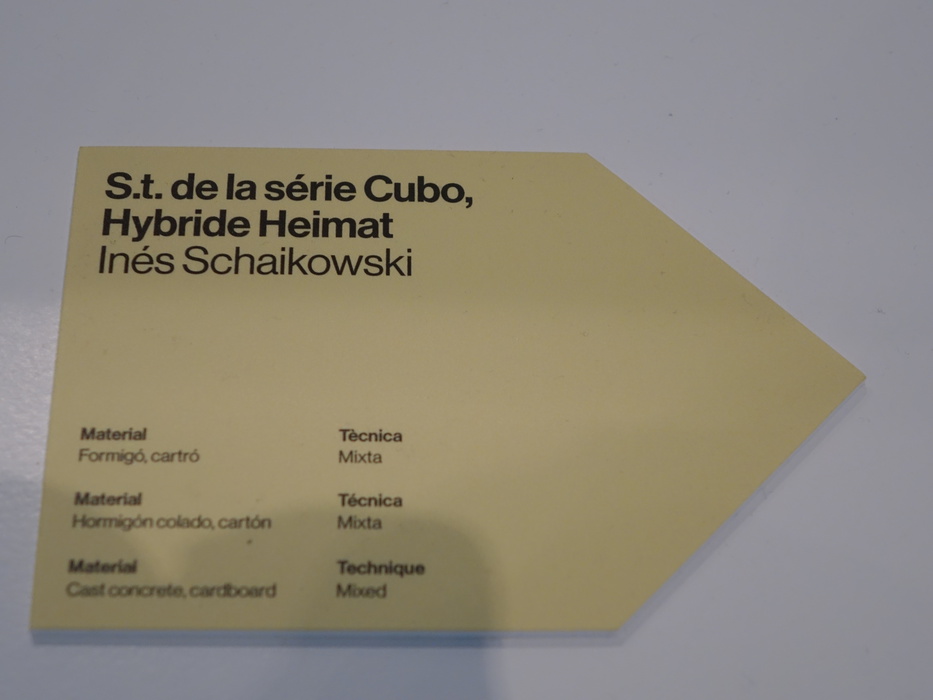 S.t. de la série Cubo,
Hybride Heimat
Inés Schaikowski
Material
Formigó, cartró
Tècnica
Mixta
Material
Hormigón colado, cartón
Técnica
Mixta
Material
Cast concrete, cardboard
Technique
Mixed